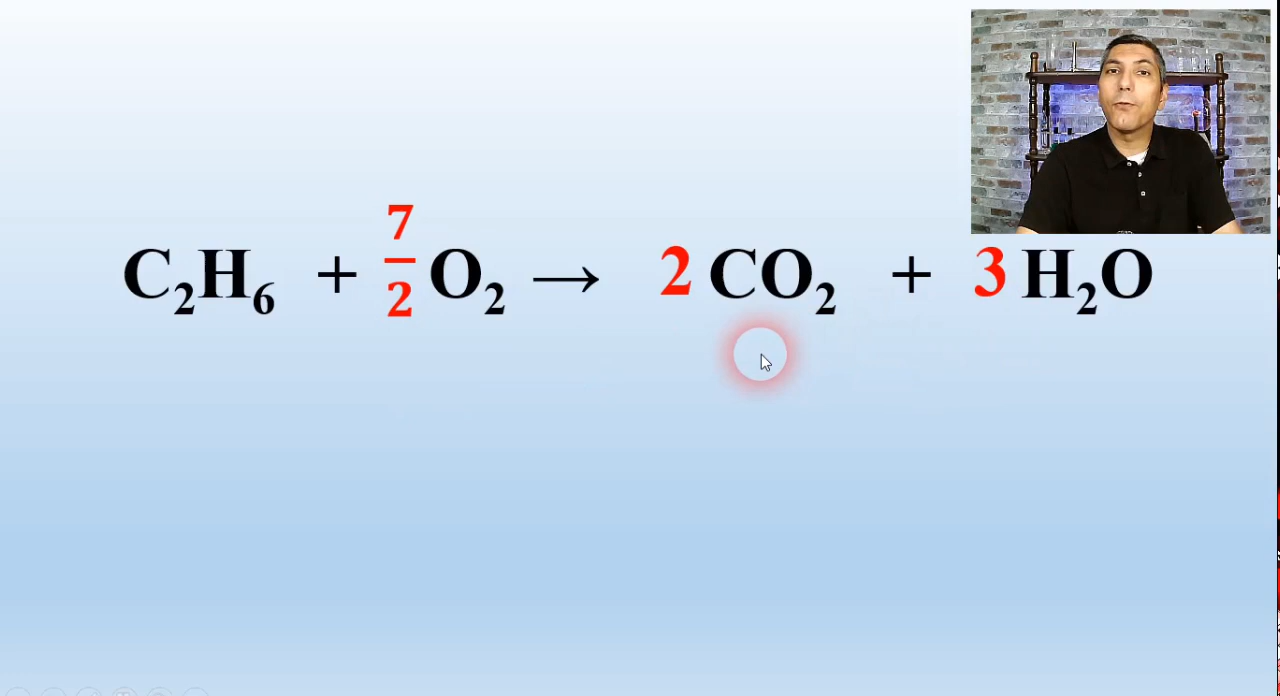 C₂H₆ + 7/2 O₂ → 2 CO₂ + 3 H₂O